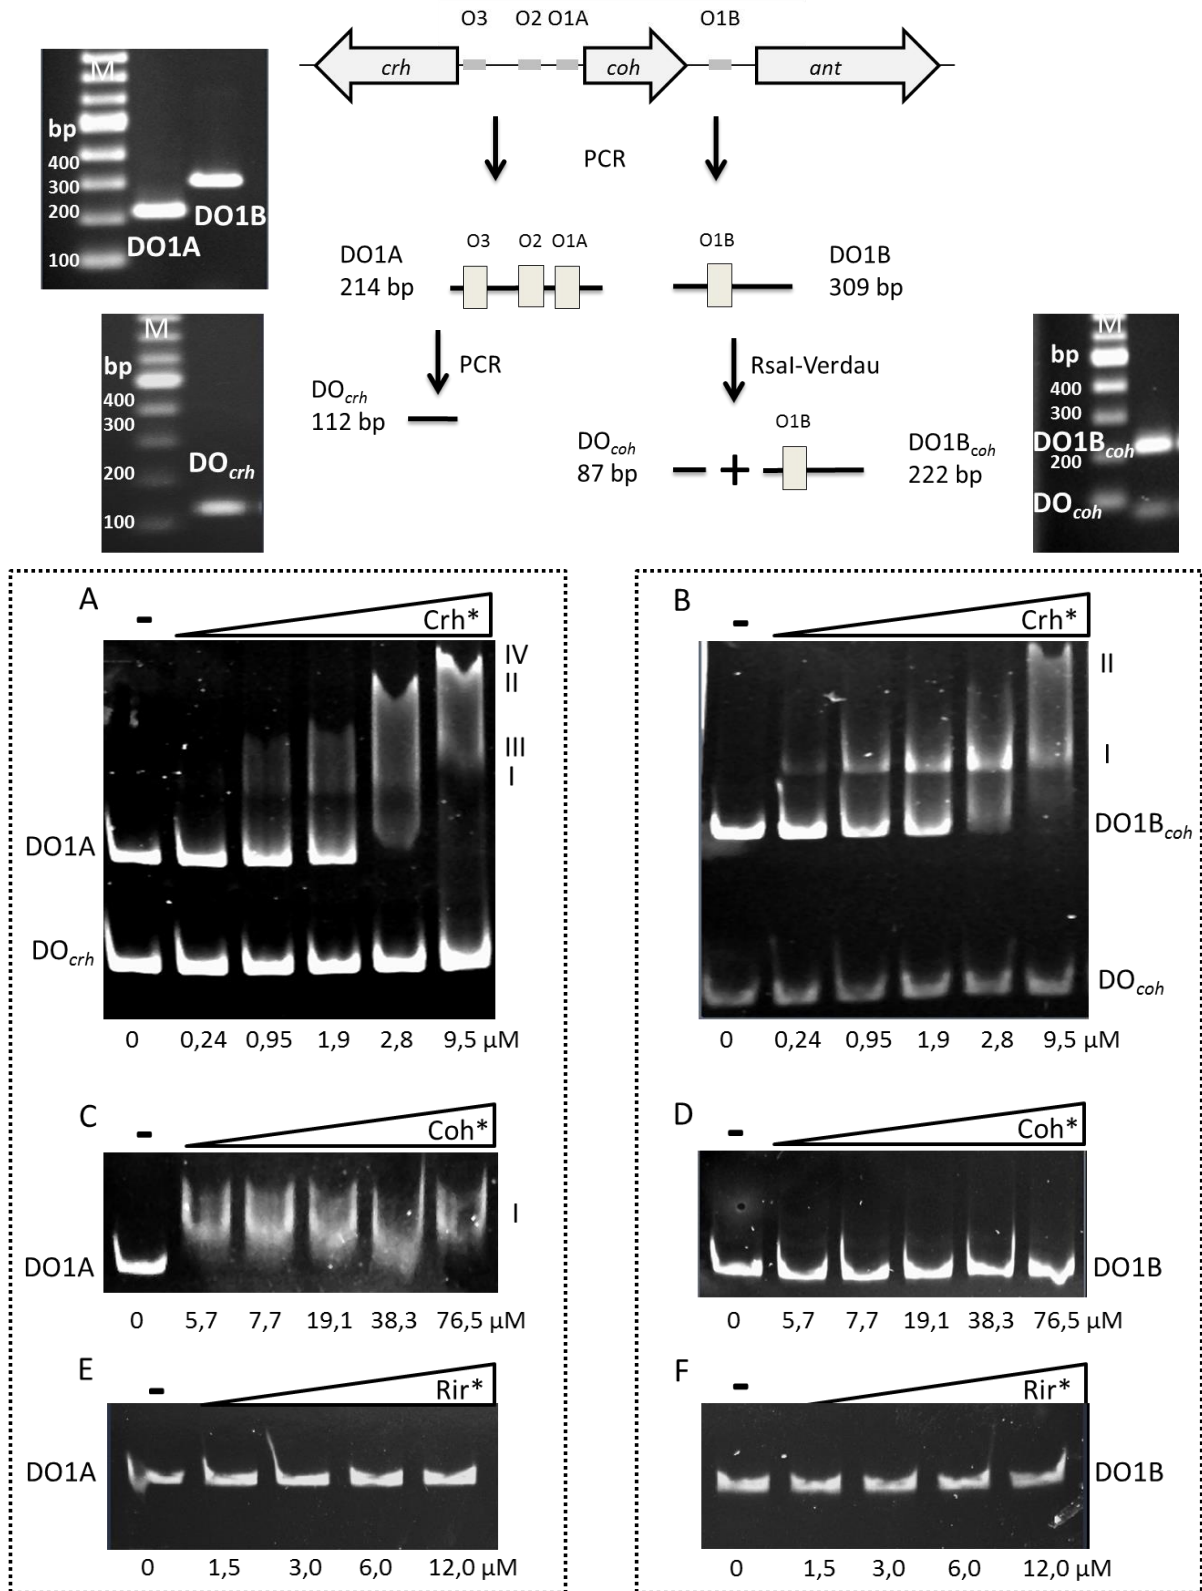 O3 O2 O1A O1B
crh coh ant
PCR
M
bp
400
300
200
100
DO1B
DO1A
O3 O2 O1A O1B
DO1A
214 bp
DO1B
309 bp
PCR
RsaI-Verdau
M
bp
400
300
200
100
DOcrh
DOcrh
112 bp
O1B
DOcoh
87 bp
+
DO1Bcoh
222 bp
M
bp
400
300
DO1Bcoh
200
DOcoh
A
-
Crh*
IV
II
III
I
DO1A
DOcrh
0 0,24 0,95 1,9 2,8 9,5 µM
B
-
Crh*
II
I
DO1Bcoh
DOcoh
0 0,24 0,95 1,9 2,8 9,5 µM
C
-
Coh*
I
DO1A
0 5,7 7,7 19,1 38,3 76,5 µM
D
-
Coh*
DO1B
0 5,7 7,7 19,1 38,3 76,5 µM
E
-
Rir*
DO1A
0 1,5 3,0 6,0 12,0 µM
F
-
Rir*
DO1B
0 1,5 3,0 6,0 12,0 µM